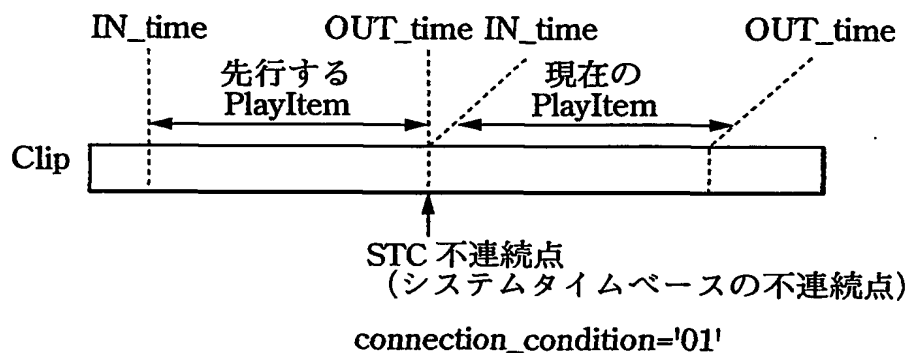 IN_time OUT_time IN_time OUT_time
先行する
PlayItem
現在の
PlayItem
Clip
STC 不連続点
（システムタイムベースの不連続点）
connection_condition='01'